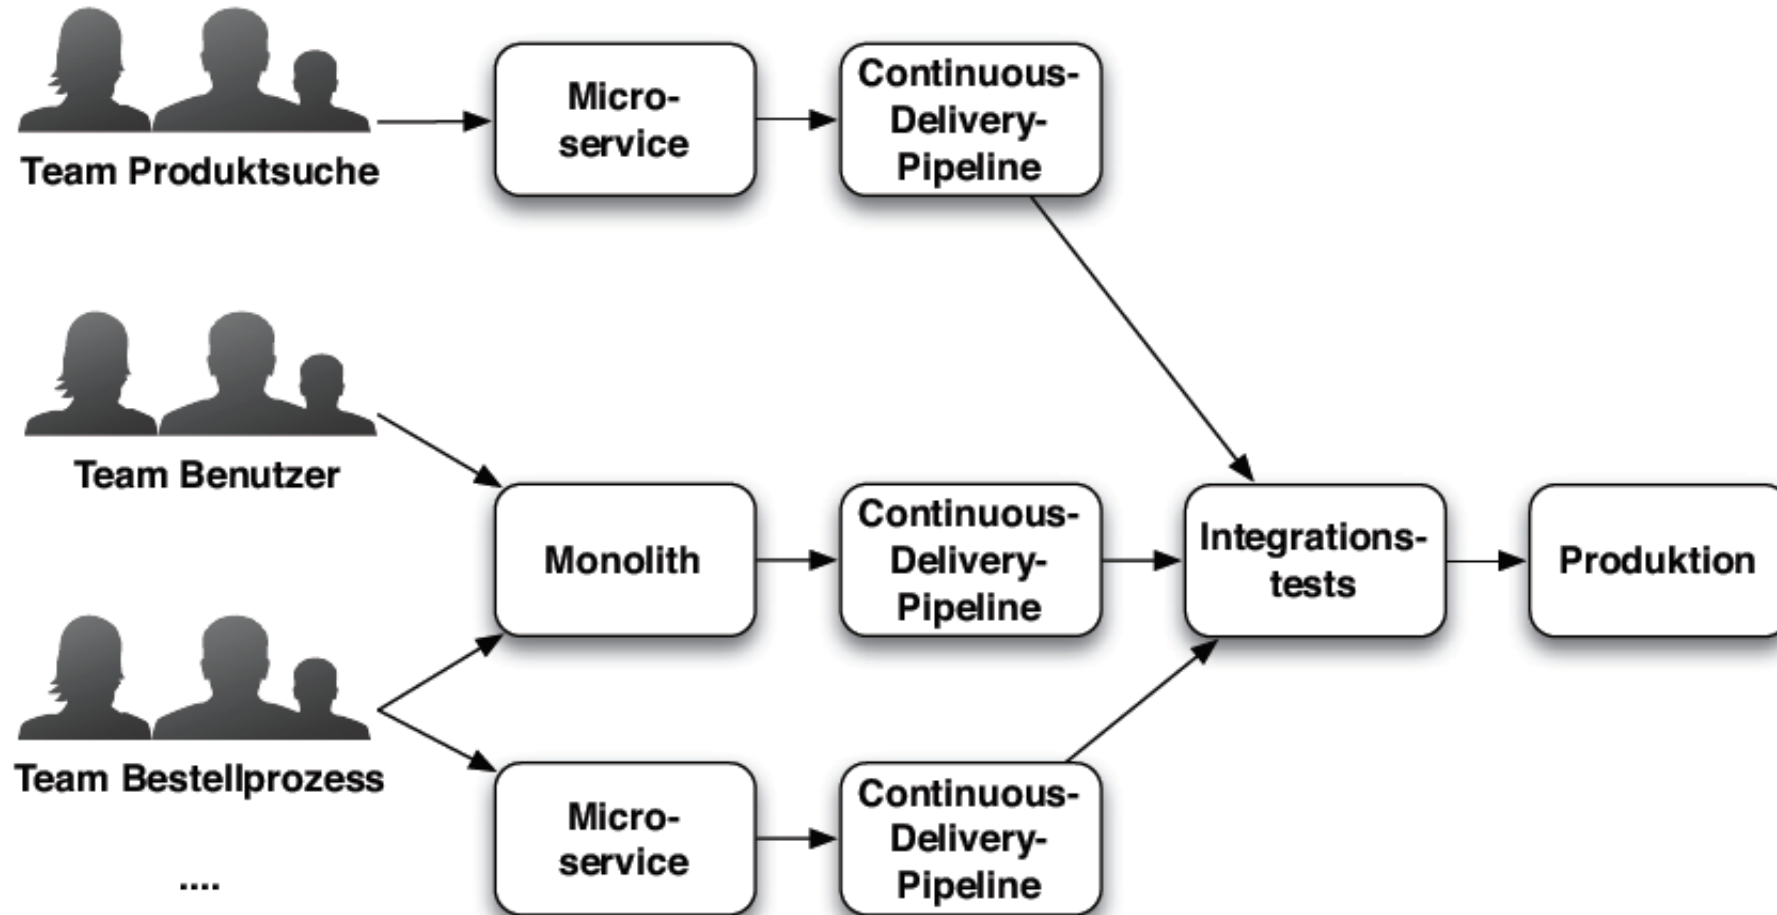 Team Produktsuche
Micro-
service
Continuous-
Delivery-
Pipeline
Team Benutzer
Monolith
Continuous-
Delivery-
Pipeline
Integrations-
tests
Produktion
Team Bestellprozess
Micro-
service
Continuous-
Delivery-
Pipeline
....